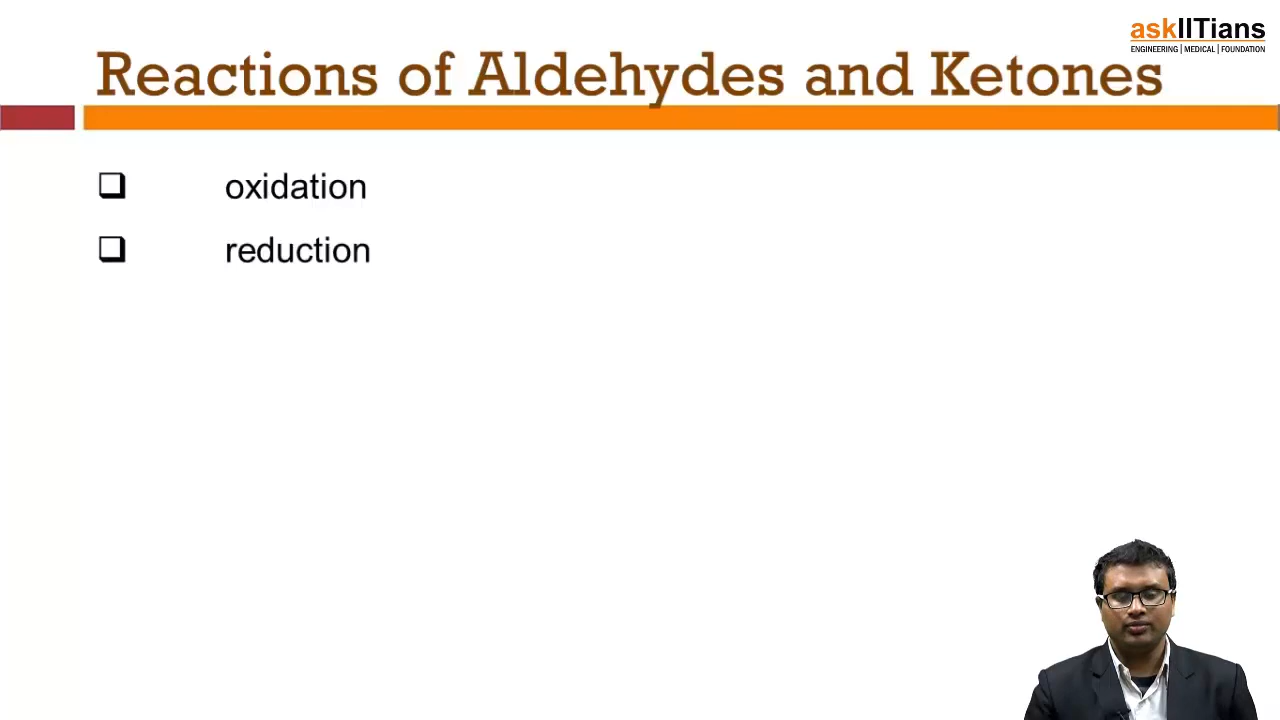 askIITians
ENGINEERING | MEDICAL | FOUNDATION
Reactions of Aldehydes and Ketones
oxidation
reduction